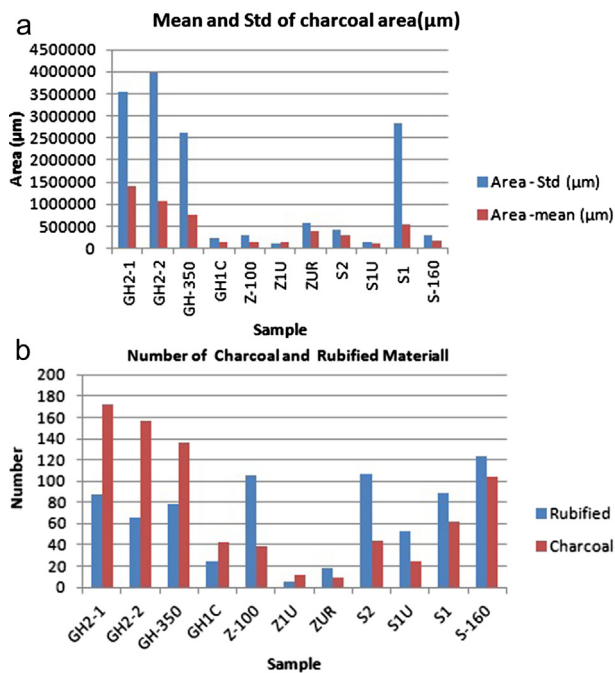 a
Mean and Std of charcoal area(µm)
4500000
4000000
3500000
3000000
2500000
2000000
1500000
1000000
500000
0
Area (µm)
GH2-1
GH2-2
GH-350
GH1C
Z-100
Z1U
ZUR
S2
S1U
S1
S-160
Sample
Area - Std (µm)
Area -mean (µm)
b
Number of Charcoal and Rubified Materiall
200
180
160
140
120
100
80
60
40
20
0
Number
GH2-1
GH2-2
GH-350
GH1C
Z-100
Z1U
ZUR
S2
S1U
S1
S-160
Sample
Rubified
Charcoal